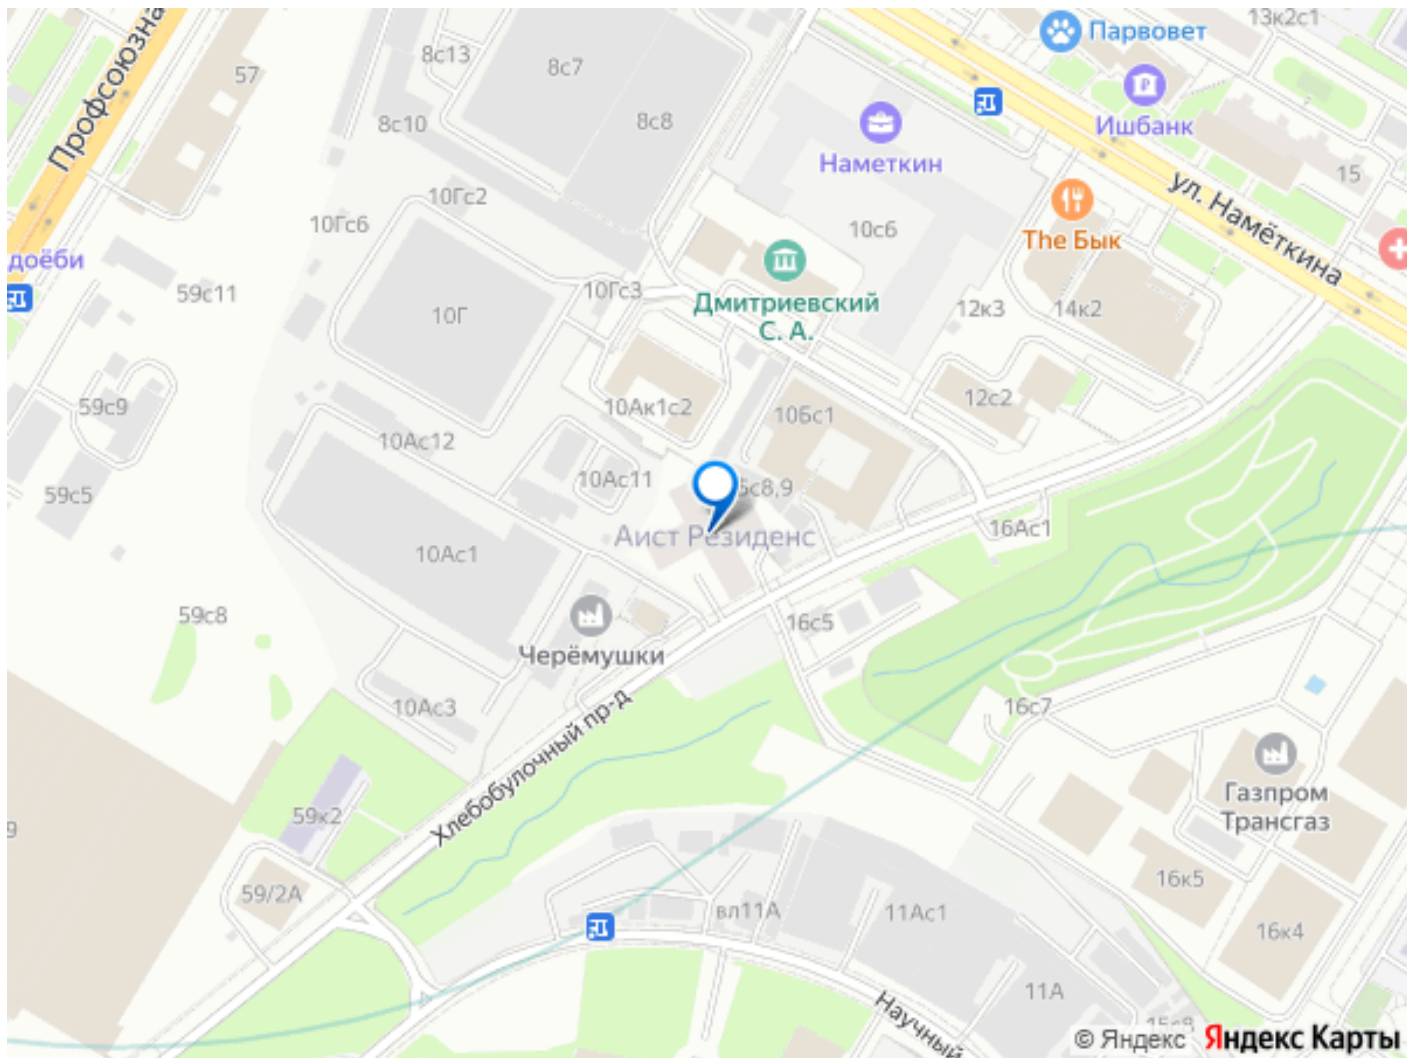 13к2с1
Парвовет
8с13
57
8с7
Профсоюзна
8с10
8с8
Ишбанк
Наметкин
15
ул. Намёткина
10Гс2
10Гс6
10с6
The Бык
доёби
59с11
10Гс3
10Г
Дмитриевский
С. А.
12к3
14к2
59с9
10Ак1с2
10Бс1
12с2
10Ас12
10Ас11
5с8,9
59с5
16Ас1
Аист Резиденс
10Ас1
59с8
16с5
Черёмушки
10Ас3
16с7
Хлебобулочный пр-д
Газпром
Трансгаз
59к2
9
59/2А
16к5
вл11А
11Ас1
16к4
11А
Научный
15с8
© Яндекс Яндекс Карты